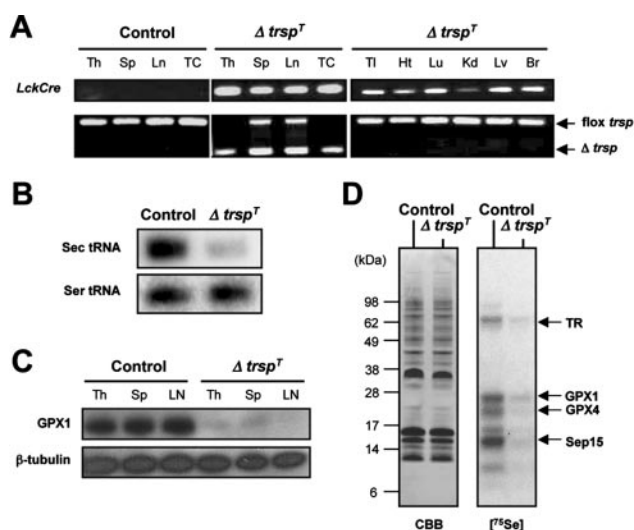 A
Control
Δ trsp^T
Δ trsp^T
Th Sp Ln TC Th Sp Ln TC Tl Ht Lu Kd Lv Br
LckCre
flox trsp
Δ trsp
B
Control Δ trsp^T
Sec tRNA
Ser tRNA
C
Control Δ trsp^T
Th Sp LN Th Sp LN
GPX1
β-tubulin
D
Control Control
Δ trsp^T Δ trsp^T
(kDa)
98
62
49
38
28
17
14
6
TR
GPX1
GPX4
Sep15
CBB [⁷⁵Se]